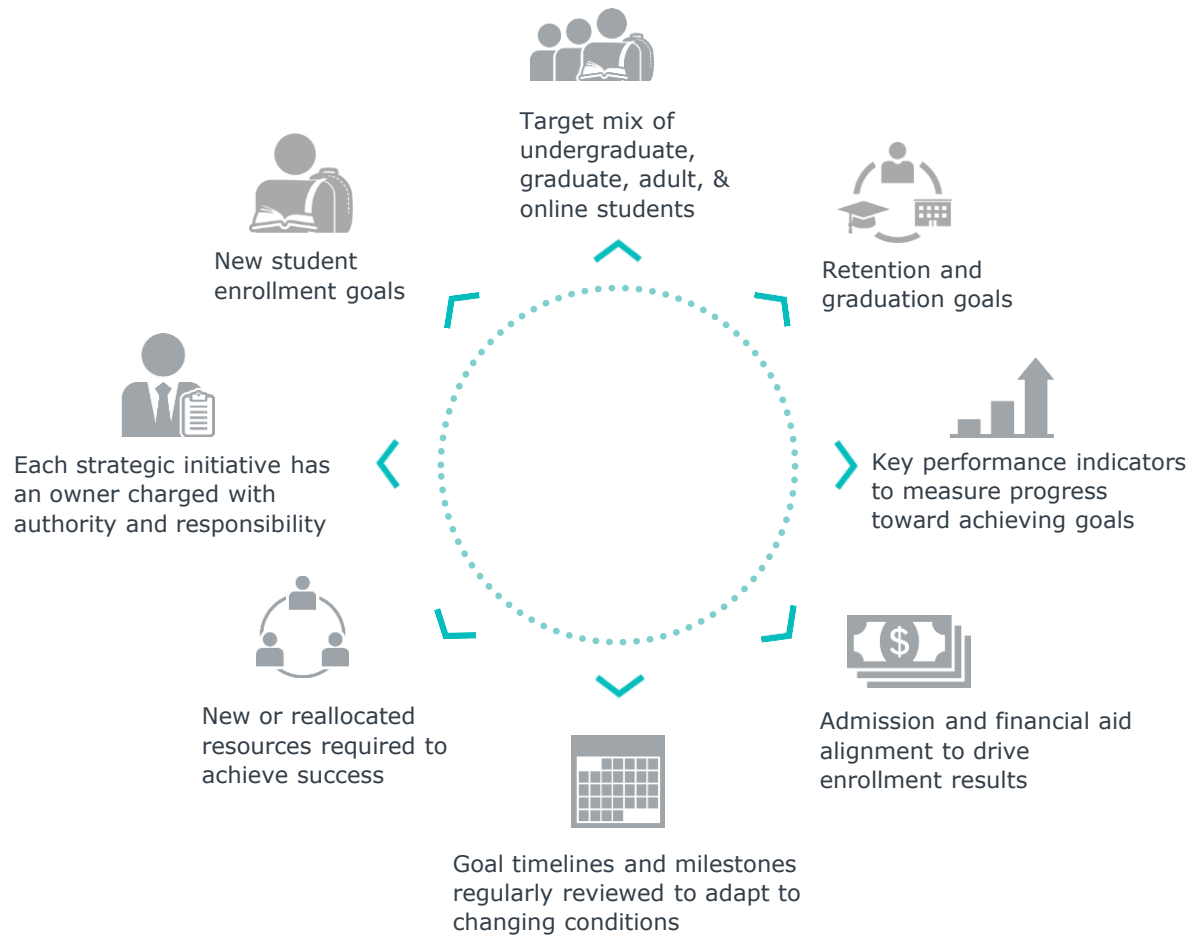 Target mix of
undergraduate,
graduate, adult, &
online students
New student
enrollment goals
Retention and
graduation goals
Each strategic initiative has
an owner charged with
authority and responsibility
Key performance indicators
to measure progress
toward achieving goals
New or reallocated
resources required to
achieve success
$
Admission and financial aid
alignment to drive
enrollment results
Goal timelines and milestones
regularly reviewed to adapt to
changing conditions